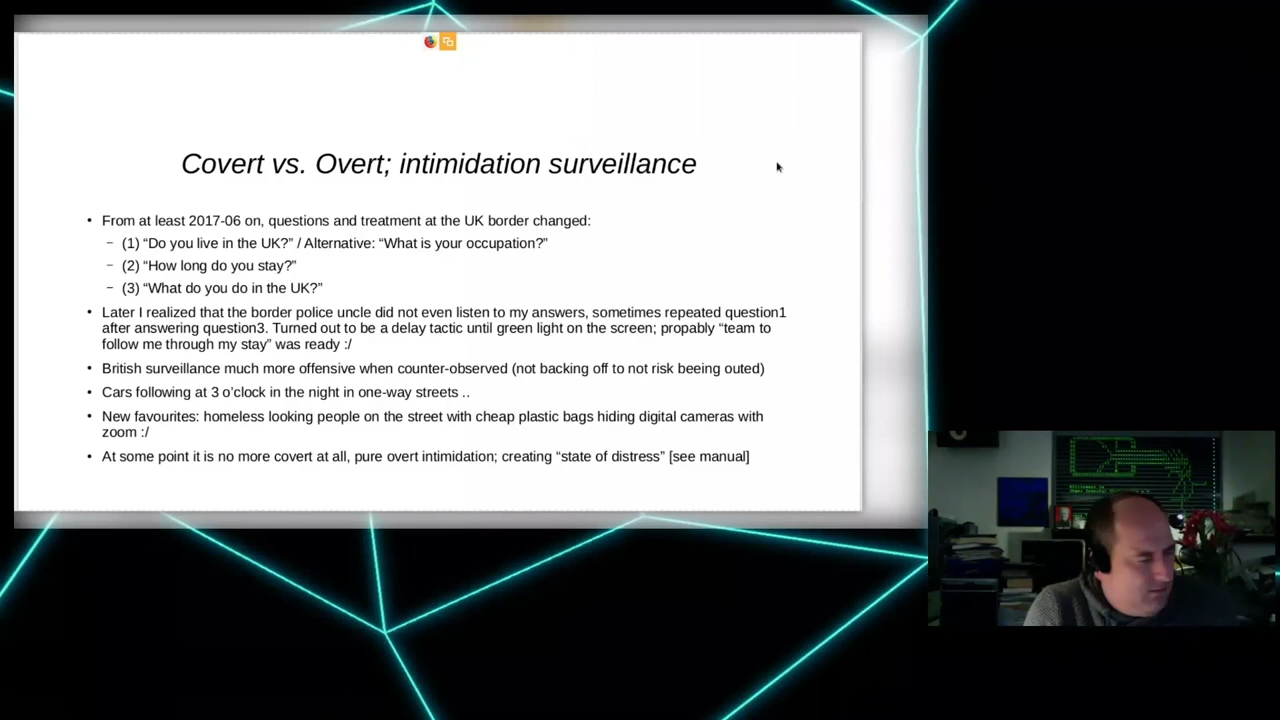 Covert vs. Overt; intimidation surveillance
• From at least 2017-06 on, questions and treatment at the UK border changed:
– (1) “Do you live in the UK?” / Alternative: “What is your occupation?”
– (2) “How long do you stay?”
– (3) “What do you do in the UK?”
• Later I realized that the border police uncle did not even listen to my answers, sometimes repeated question1
after answering question3. Turned out to be a delay tactic until green light on the screen; propably “team to
follow me through my stay” was ready :/
• British surveillance much more offensive when counter-observed (not backing off to not risk beeing outed)
• Cars following at 3 o’clock in the night in one-way streets ..
• New favourites: homeless looking people on the street with cheap plastic bags hiding digital cameras with
zoom :/
• At some point it is no more covert at all, pure overt intimidation; creating “state of distress” [see manual]